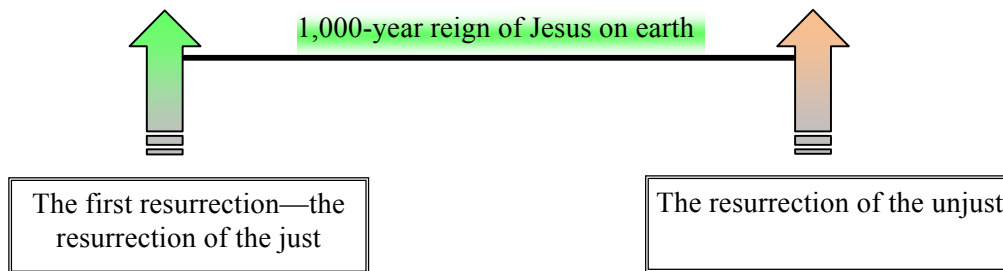 1,000-year reign of Jesus on earth
The first resurrection—the
resurrection of the just
The resurrection of the unjust